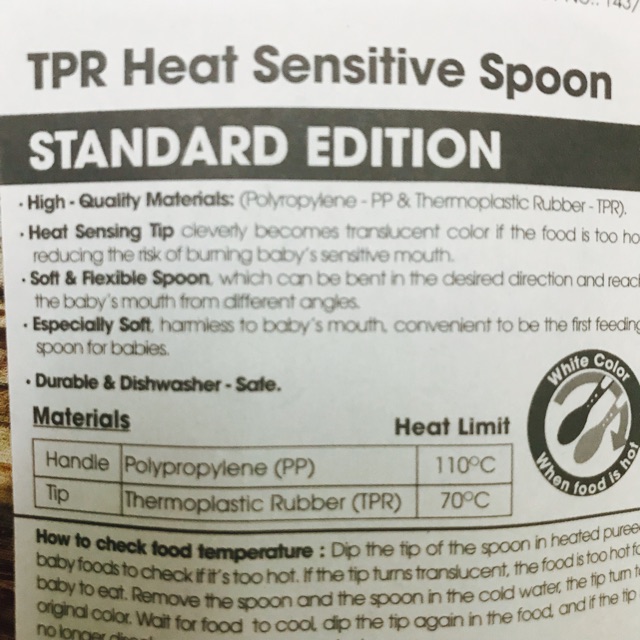 TPR Heat Sensitive Spoon
STANDARD EDITION
· High - Quality Materials: (Polyropylene - PP & Thermoplastic Rubber - TPR).
· Heat Sensing Tip cleverly becomes translucent color if the food is too
reducing the risk of burning baby's sensitive mouth.
· Soft & Flexible Spoon, which can be bent in the desired direction and
the baby's mouth from different angles.
· Especially Soft, harmless to baby's mouth, convenient to be the first feeding
spoon for babies.
· Durable & Dishwasher - Safe.
White Color
When food is hot
Materials Heat Limit
Handle Polypropylene (PP) 110°C
Tip Thermoplastic Rubber (TPR) 70°C
How to check food temperature : Dip the tip of the spoon in heated
baby foods to check if it's too hot. If the tip turns translucent, the food is too hot
baby to eat. Remove the spoon and the spoon in the cold water, the tip turn
original color. Wait for food to cool, dip the tip again in the food, and if the tip
no longer